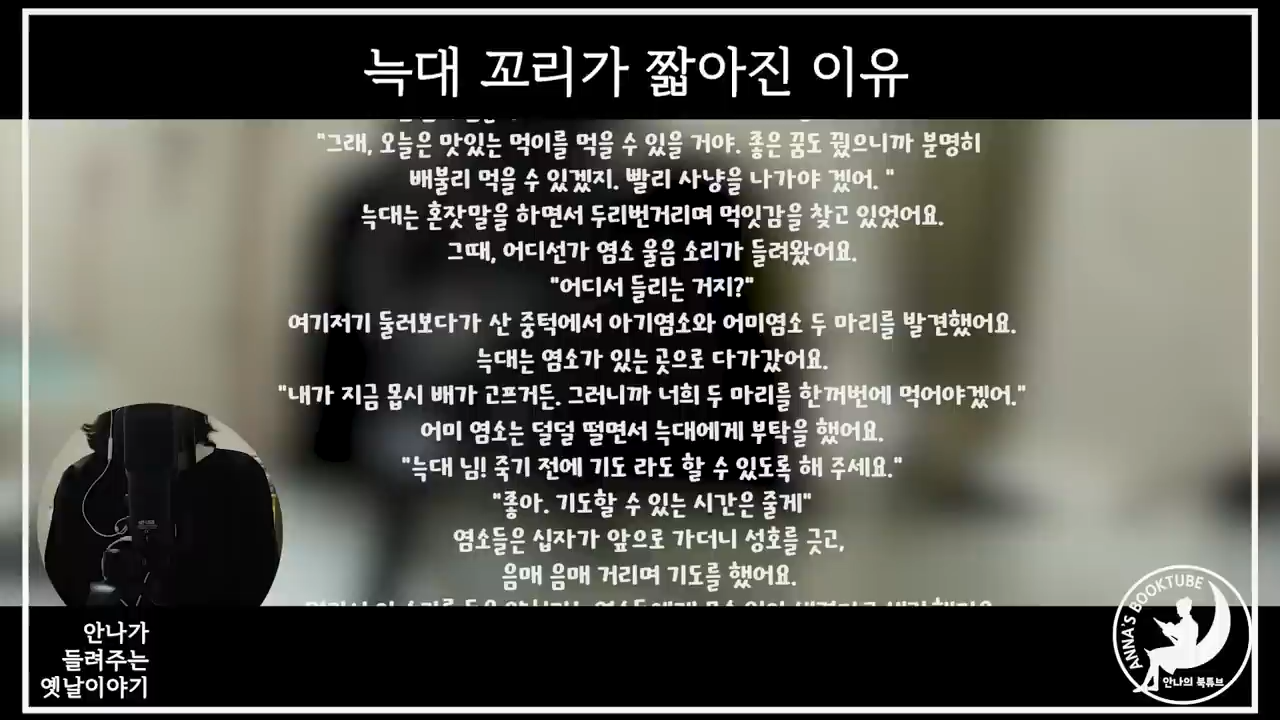 늑대 꼬리가 짧아진 이유
"그래, 오늘은 맛있는 먹이를 먹을 수 있을 거야. 좋은 꿈도 꿨으니까 분명히
배불리 먹을 수 있겠지. 빨리 사냥을 나가야 겠어. "
늑대는 혼잣말을 하면서 두리번거리며 먹잇감을 찾고 있었어요.
그때, 어디선가 염소 울음 소리가 들려왔어요.
"어디서 들리는 거지?"
여기저기 둘러보다가 산 중턱에서 아기염소와 어미염소 두 마리를 발견했어요.
늑대는 염소가 있는 곳으로 다가갔어요.
"내가 지금 몹시 배가 고프거든. 그러니까 너희 두 마리를 한꺼번에 먹어야겠어."
어미 염소는 덜덜 떨면서 늑대에게 부탁을 했어요.
"늑대 님! 죽기 전에 기도 라도 할 수 있도록 해 주세요."
"좋아. 기도할 수 있는 시간은 줄게"
염소들은 십자가 앞으로 가더니 성호를 긋고,
음매 음매 거리며 기도를 했어요.
안나가
들려주는
옛날이야기
ANNA'S BOOKTUBE
안나의 북튜브